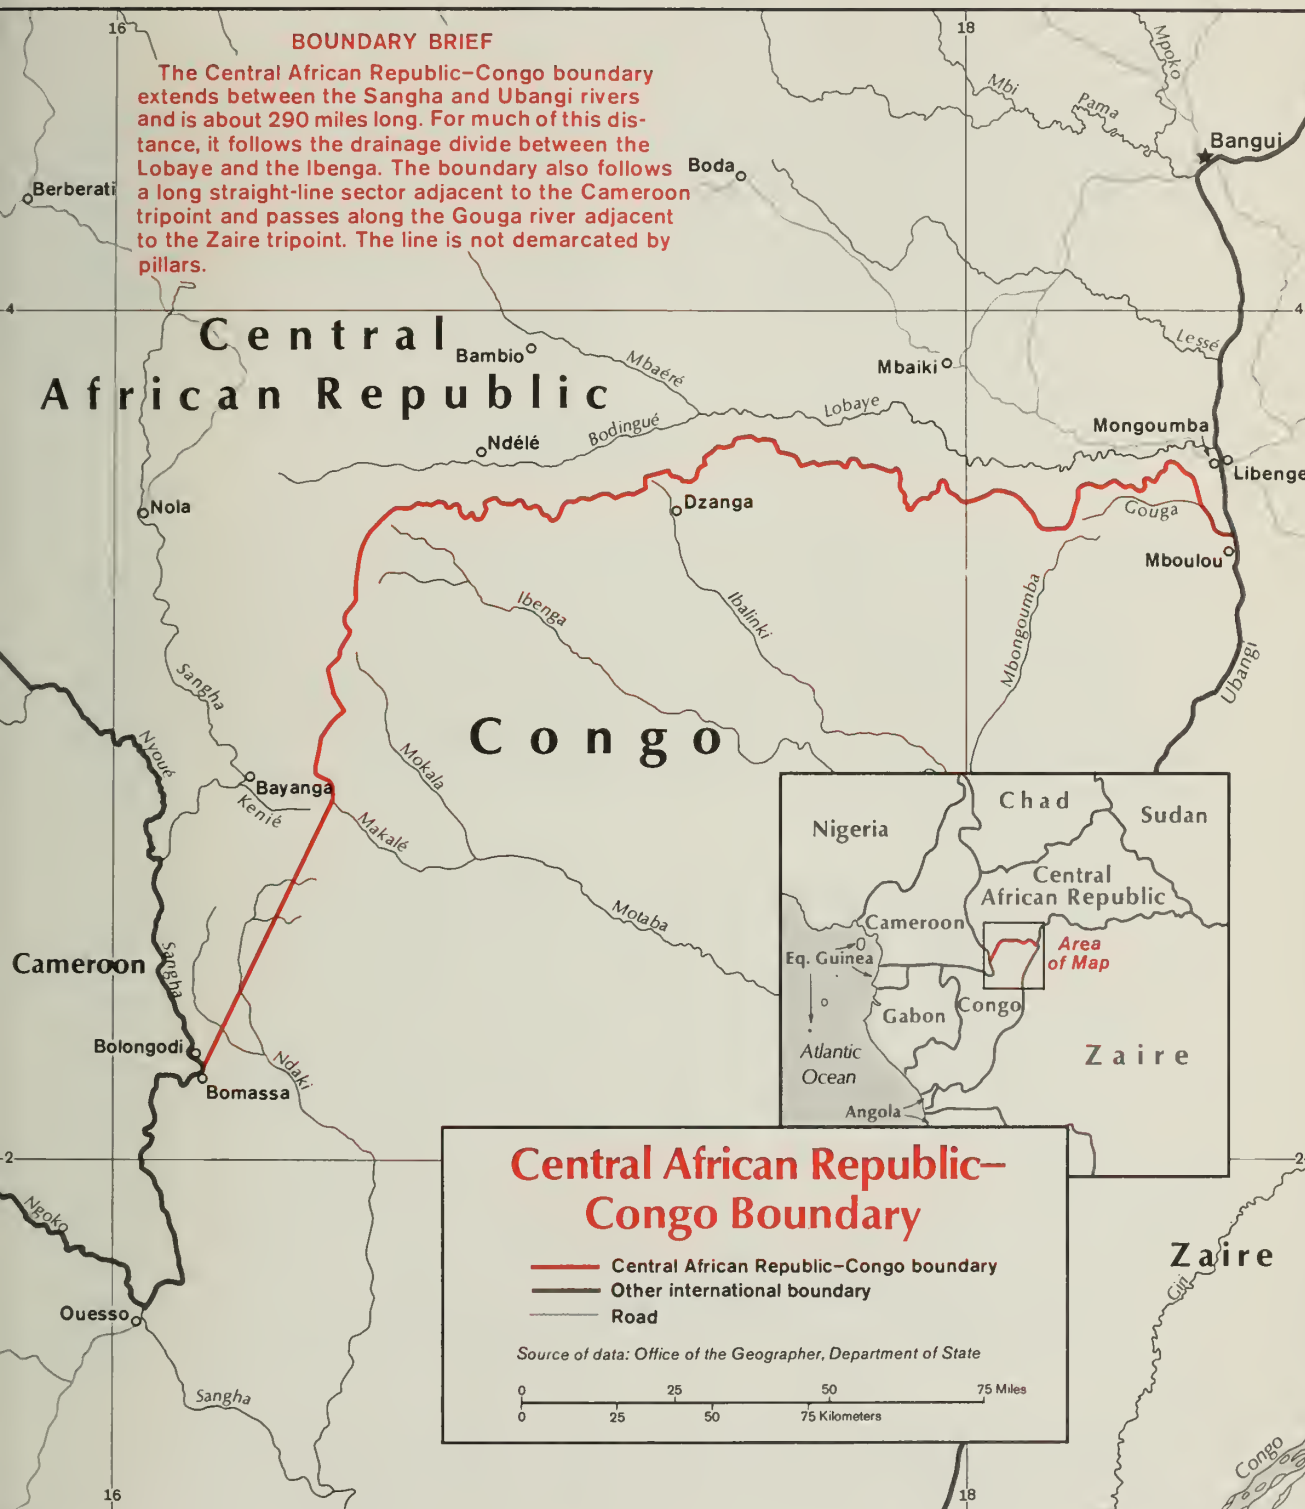 16
18
BOUNDARY BRIEF
The Central African Republic–Congo boundary
extends between the Sangha and Ubangi rivers
and is about 290 miles long. For much of this dis-
tance, it follows the drainage divide between the
Lobaye and the Ibenga. The boundary also follows
a long straight-line sector adjacent to the Cameroon
tripoint and passes along the Gouga river adjacent
to the Zaire tripoint. The line is not demarcated by
pillars.
Mpoko
Mbi
Pama
Bangui
Boda
Berberati
4
4
Central
African Republic
Bambio
Mbaéré
Lessé
Mbaiki
Lobaye
Bodingué
Mongoumba
Ndélé
Libenge
Nola
Dzanga
Gouga
Mboulou
Ibenga
Ibalinki
Mbongoumba
Ubangi
Sangha
Congo
Nyoué
Mokala
Bayanga
Kenié
Makalé
Motaba
Cameroon
Sangha
Bolongodi
Bomassa
Ndaki
2
2
Ngoko
Ouesso
Sangha
Nigeria
Chad
Sudan
Central
African Republic
Cameroon
Area
of Map
Eq. Guinea
Gabon
Congo
Zaire
Atlantic
Ocean
Angola
Central African Republic–
Congo Boundary
Central African Republic–Congo boundary
Other international boundary
Road
Source of data: Office of the Geographer, Department of State
0 25 50 75 Miles
0 25 50 75 Kilometers
Zaire
Giri
Congo
16
18